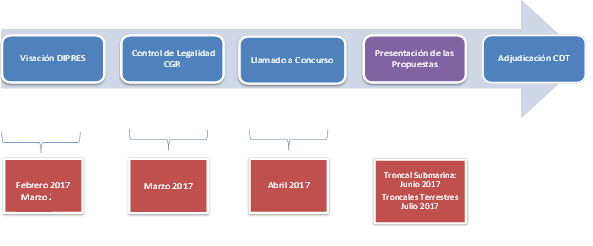 Visación DIPRES
Control de Legalidad
CGR
Llamado a Concurso
Presentación de las
Propuestas
Adjudicación CDT
Febrero 2017
Marzo
Marzo 2017
Abril 2017
Troncal Submarina:
Junio 2017
Troncales Terrestres
Julio 2017